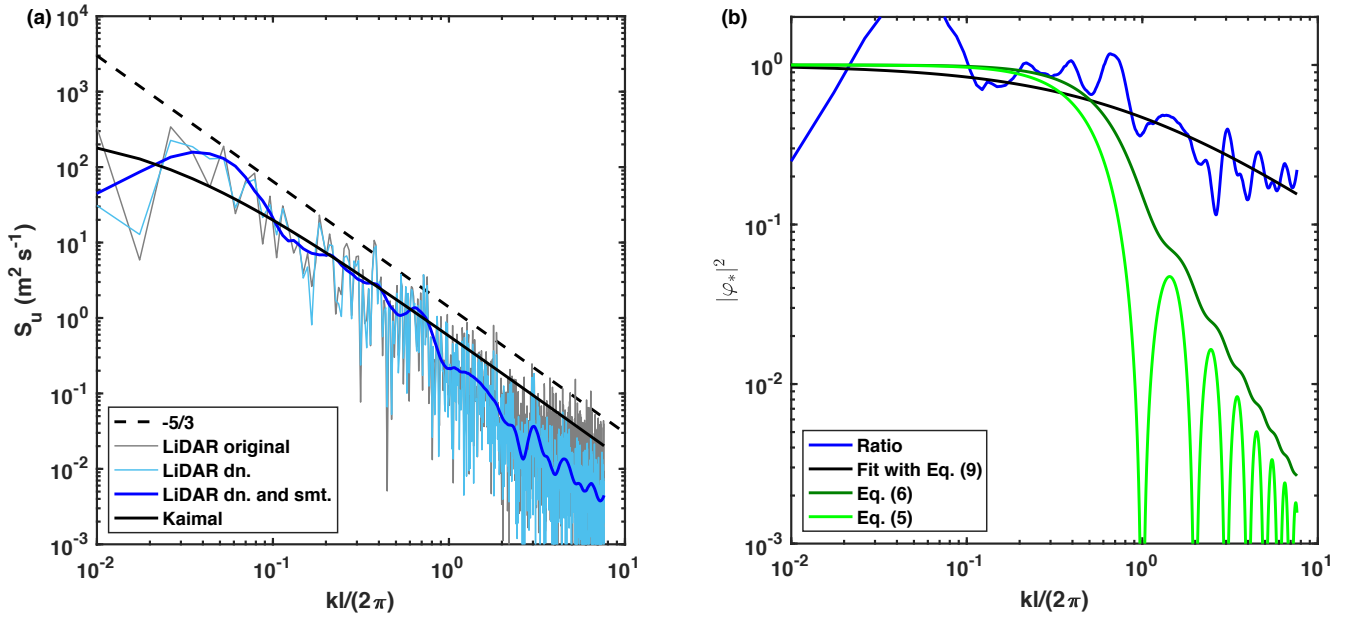 (a)
10^4
10^3
10^2
10^1
10^0
10^-1
10^-2
10^-3
S_u (m^2 s^-1)
-5/3
LiDAR original
LiDAR dn.
LiDAR dn. and smt.
Kaimal
10^-2
10^-1
10^0
10^1
kl/(2π)
(b)
10^0
10^-1
10^-2
10^-3
|φ_*|^2
Ratio
Fit with Eq. (9)
Eq. (6)
Eq. (5)
10^-2
10^-1
10^0
10^1
kl/(2π)